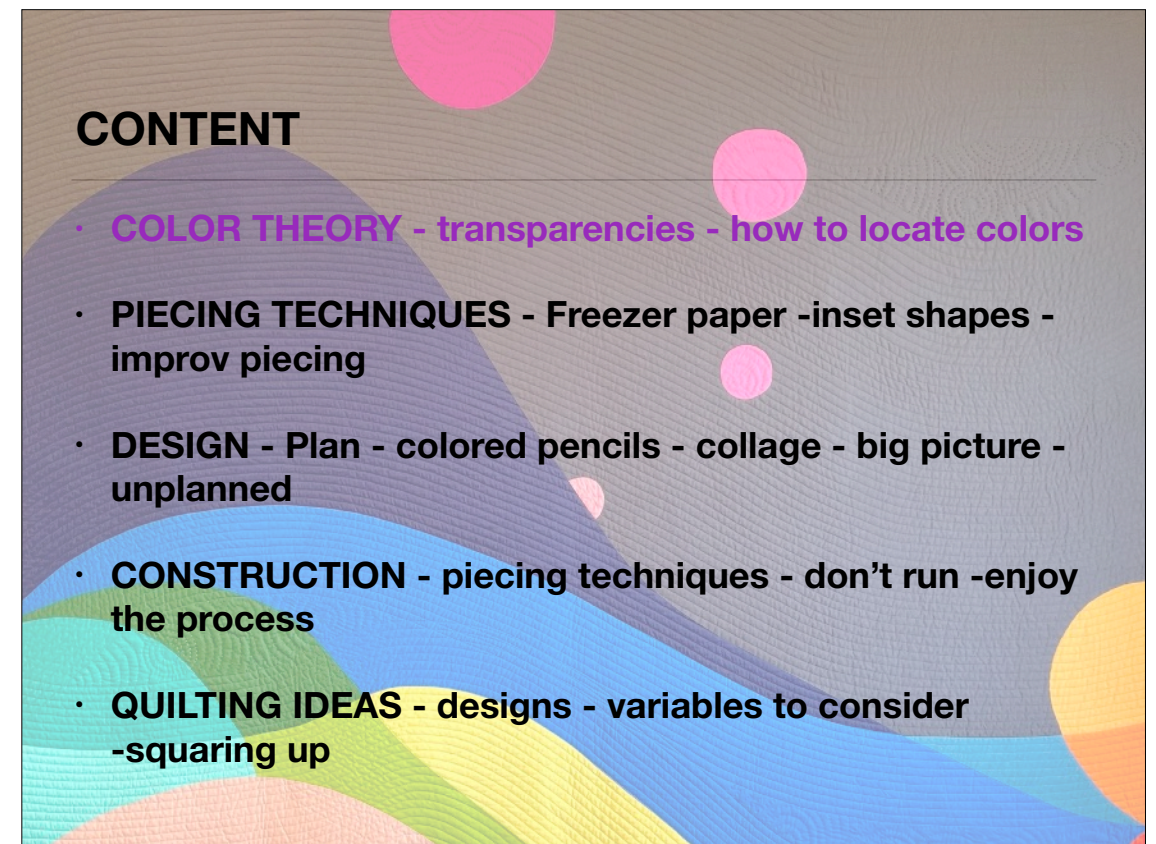 CONTENT
· COLOR THEORY - transparencies - how to locate colors
· PIECING TECHNIQUES - Freezer paper -inset shapes -
improv piecing
· DESIGN - Plan - colored pencils - collage - big picture -
unplanned
· CONSTRUCTION - piecing techniques - don’t run -enjoy
the process
· QUILTING IDEAS - designs - variables to consider
-squaring up